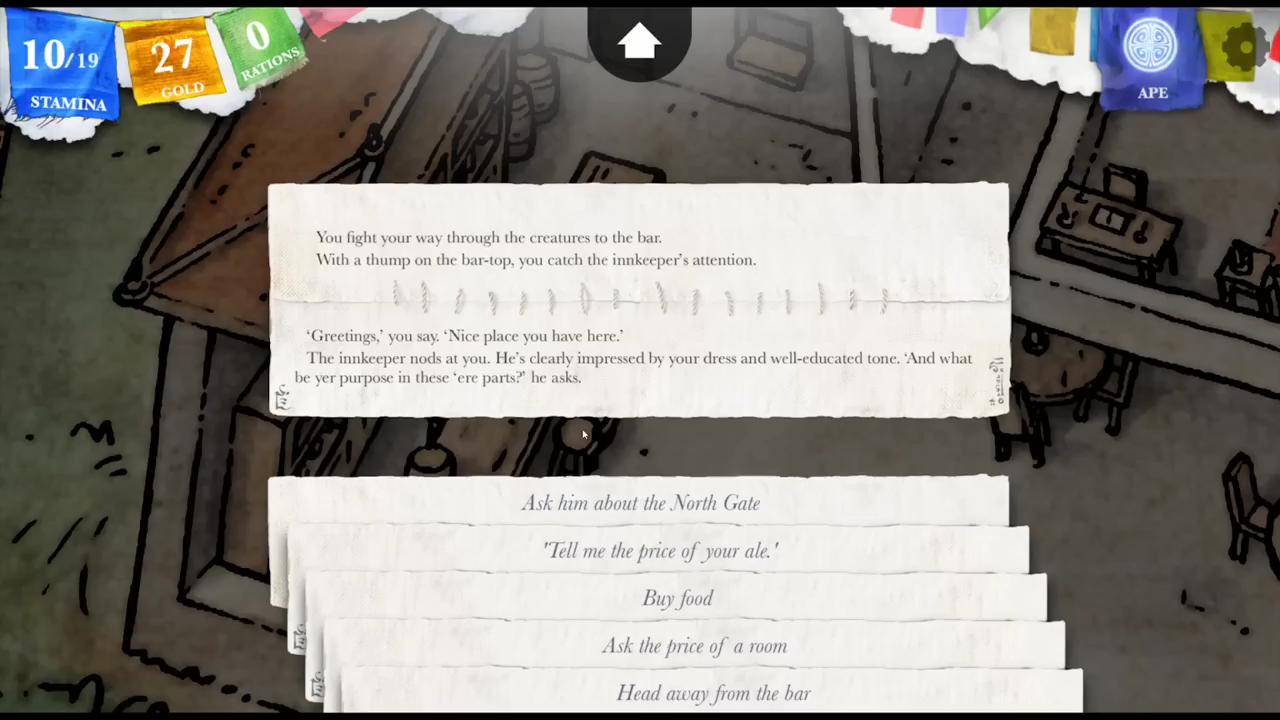 10/19
STAMINA
27
GOLD
0
RATIONS
APE
You fight your way through the creatures to the bar.
With a thump on the bar-top, you catch the innkeeper's attention.
‘Greetings,’ you say. ‘Nice place you have here.’
The innkeeper nods at you. He's clearly impressed by your dress and well-educated tone. ‘And what
be yer purpose in these ‘ere parts?’ he asks.
Ask him about the North Gate
'Tell me the price of your ale.'
Buy food
Ask the price of a room
Head away from the bar